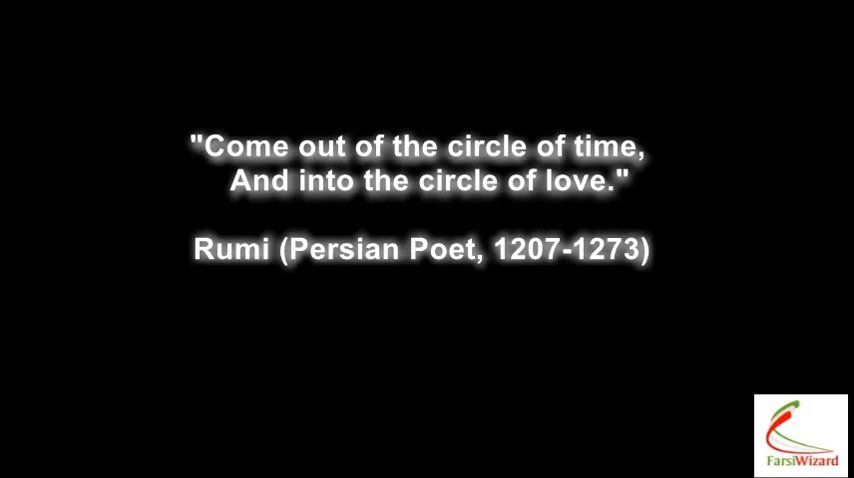 "Come out of the circle of time,
And into the circle of love."
Rumi (Persian Poet, 1207-1273)
FarsiWizard